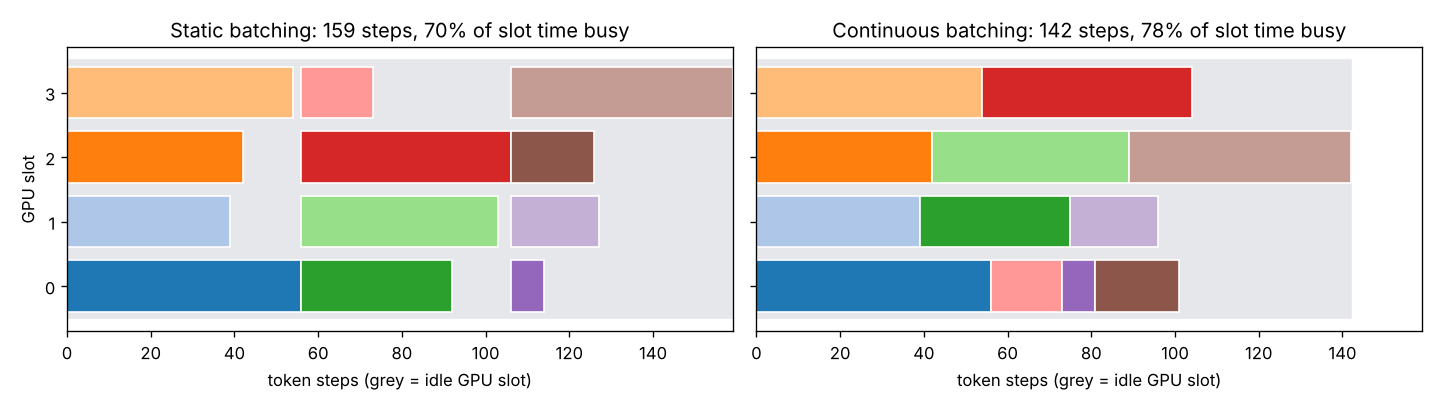 Static batching: 159 steps, 70% of slot time busy
GPU slot
3
2
1
0
0 20 40 60 80 100 120 140
token steps (grey = idle GPU slot)
Continuous batching: 142 steps, 78% of slot time busy
0 20 40 60 80 100 120 140
token steps (grey = idle GPU slot)